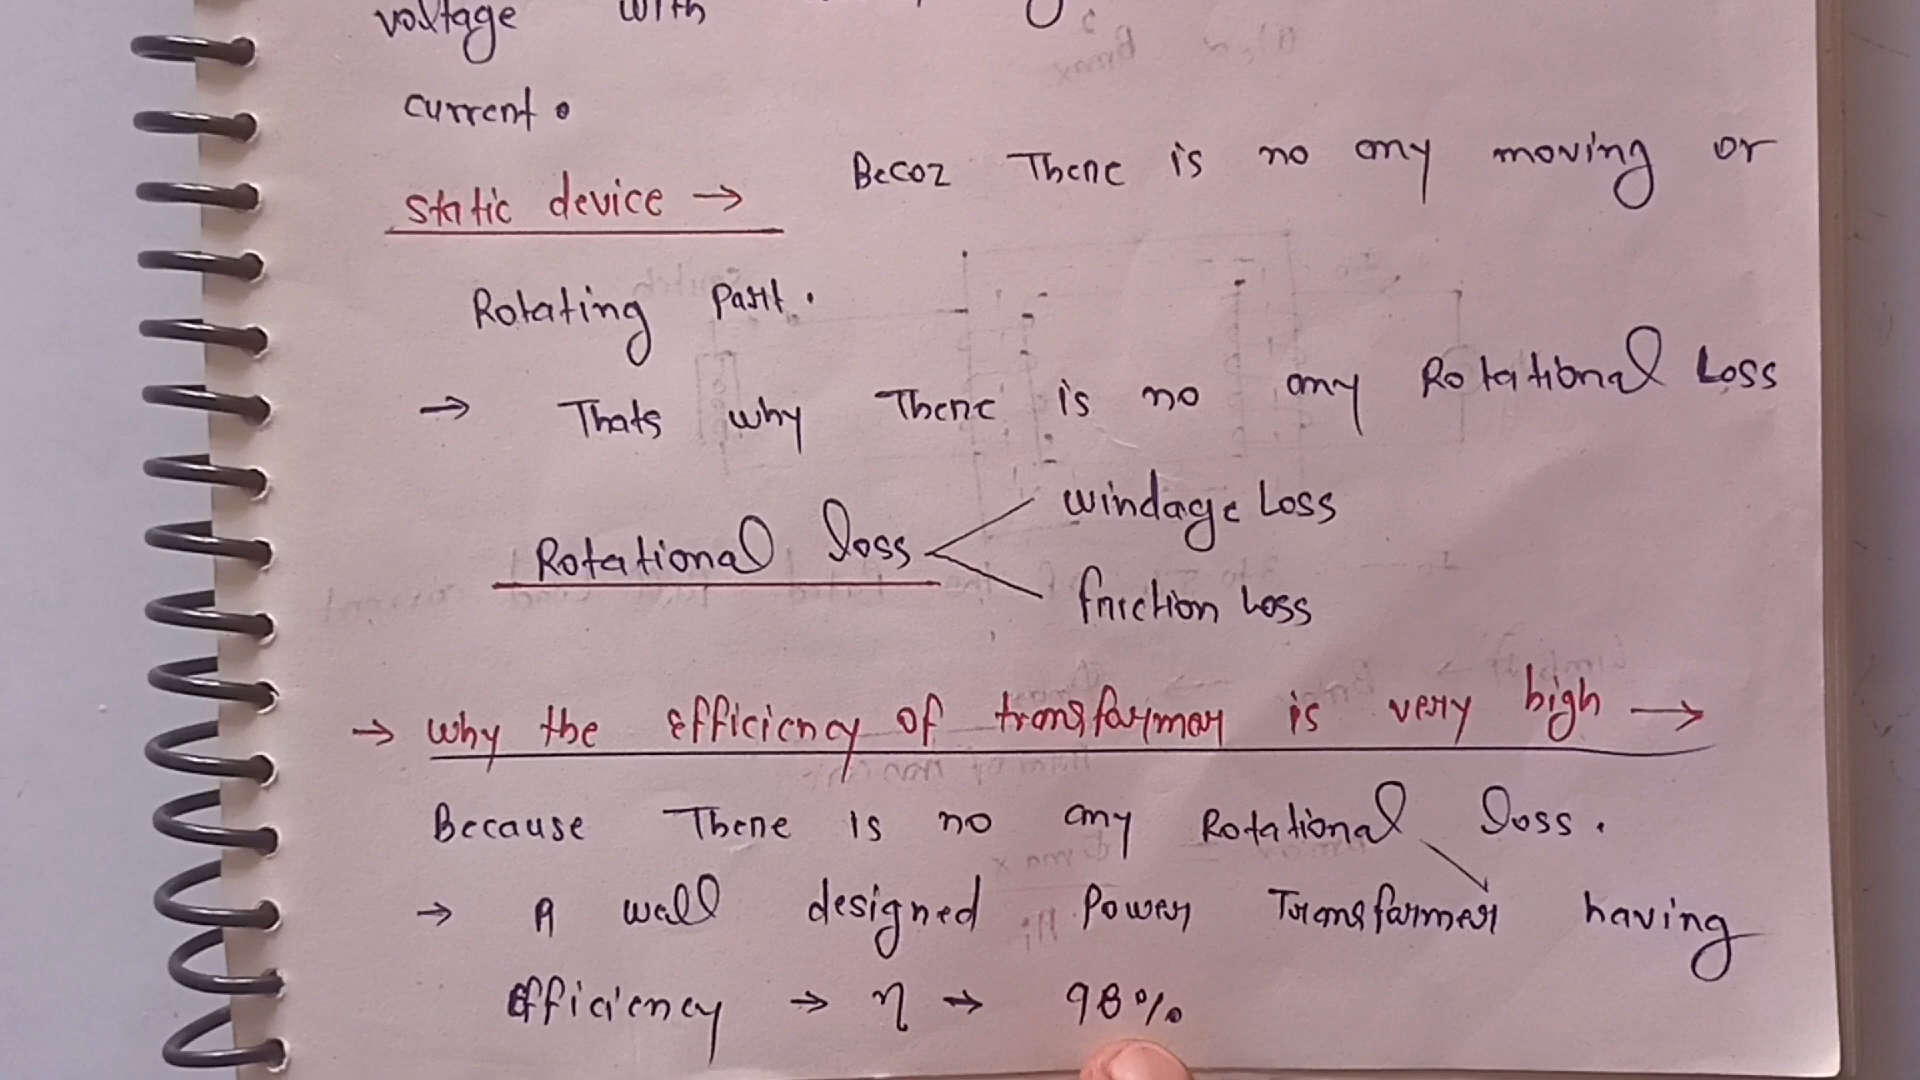 voltage with
current.
static device → Becoz There is no any moving or
Rotating Part.
→ Thats why There is no any Rotational Loss
Rotational loss windage Loss
friction Loss
→ why the efficiency of transformer is very high →
Because There is no any Rotational loss.
→ A well designed Power Transformer having
Efficiency → η → 98%